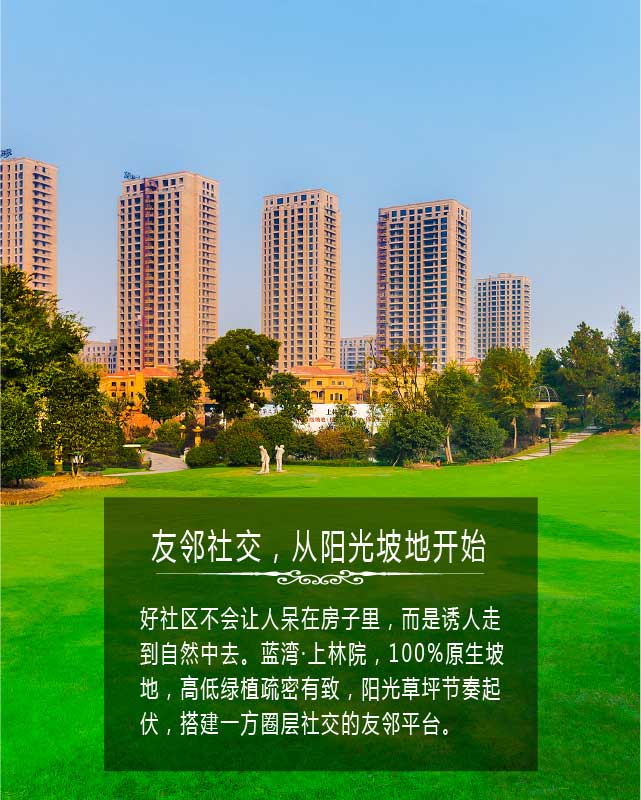 友邻社交，从阳光坡地开始
好社区不会让人呆在房子里，而是诱人走
到自然中去。蓝湾·上林院，100%原生坡
地，高低绿植疏密有致，阳光草坪节奏起
伏，搭建一方圈层社交的友邻平台。